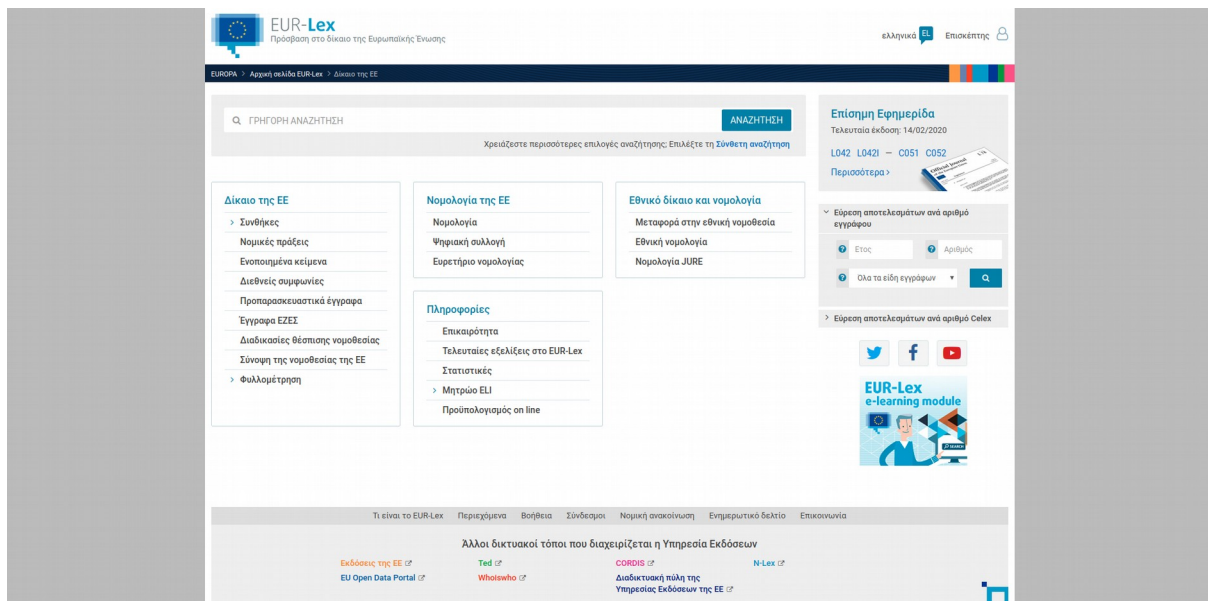 EUR-Lex
Πρόσβαση στο δίκαιο της Ευρωπαϊκής Ένωσης
ελληνικά EL Επισκέπτης
EUROPA > Αρχική σελίδα EUR-Lex > Δίκαιο της ΕΕ
ΓΡΗΓΟΡΗ ΑΝΑΖΗΤΗΣΗ
ΑΝΑΖΗΤΗΣΗ
Χρειάζεστε περισσότερες επιλογές αναζήτησης; Επιλέξτε τη Σύνθετη αναζήτηση
Δίκαιο της ΕΕ
> Συνθήκες
Νομικές πράξεις
Ενοποιημένα κείμενα
Διεθνείς συμφωνίες
Προπαρασκευαστικά έγγραφα
Έγγραφα ΕΖΕΣ
Διαδικασίες θέσπισης νομοθεσίας
Σύνοψη της νομοθεσίας της ΕΕ
> Φυλλομέτρηση
Νομολογία της ΕΕ
Νομολογία
Ψηφιακή συλλογή
Ευρετήριο νομολογίας
Πληροφορίες
Επικαιρότητα
Τελευταίες εξελίξεις στο EUR-Lex
Στατιστικές
> Μητρώο ELI
Προϋπολογισμός on line
Εθνικό δίκαιο και νομολογία
Μεταφορά στην εθνική νομοθεσία
Εθνική νομολογία
Νομολογία JURE
Επίσημη Εφημερίδα
Τελευταία έκδοση: 14/02/2020
L042 L042I — C051 C052
Περισσότερα >
Official Journal
Εύρεση αποτελεσμάτων ανά αριθμό
εγγράφου
? Ετος ? Αριθμός
? Ολα τα είδη εγγράφων
> Εύρεση αποτελεσμάτων ανά αριθμό Celex
EUR-Lex
e-learning module
SEARCH
Τι είναι το EUR-Lex Περιεχόμενα Βοήθεια Σύνδεσμοι Νομική ανακοίνωση Ενημερωτικό δελτίο Επικοινωνία
Άλλοι δικτυακοί τόποι που διαχειρίζεται η Υπηρεσία Εκδόσεων
Εκδόσεις της ΕΕ Ted CORDIS N-Lex
EU Open Data Portal Whoiswho Διαδικτυακή πύλη της
Υπηρεσίας Εκδόσεων της ΕΕ